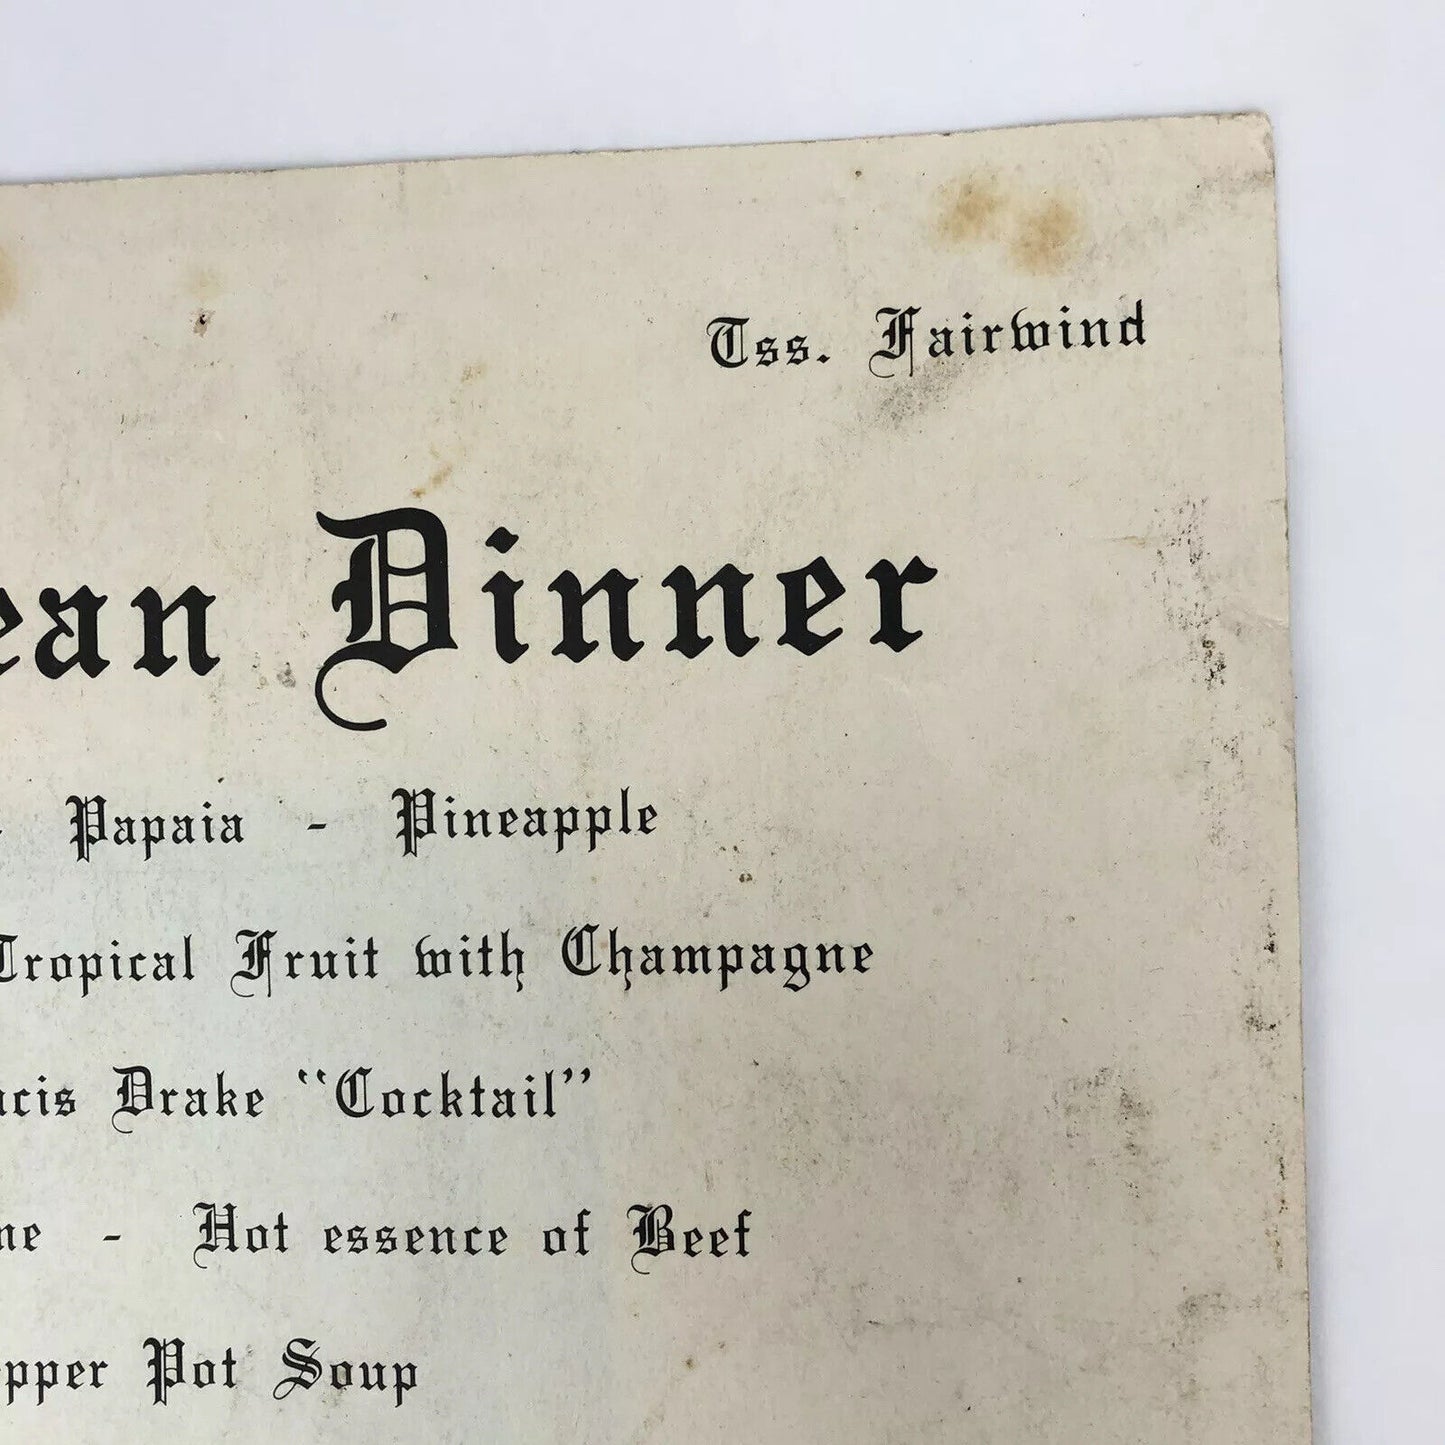 Tss. Fairwind
ean Dinner
- Papaia - Pineapple
Tropical Fruit with Champagne
ncis Drake "Cocktail"
ne - Hot essence of Beef
pper Pot Soup